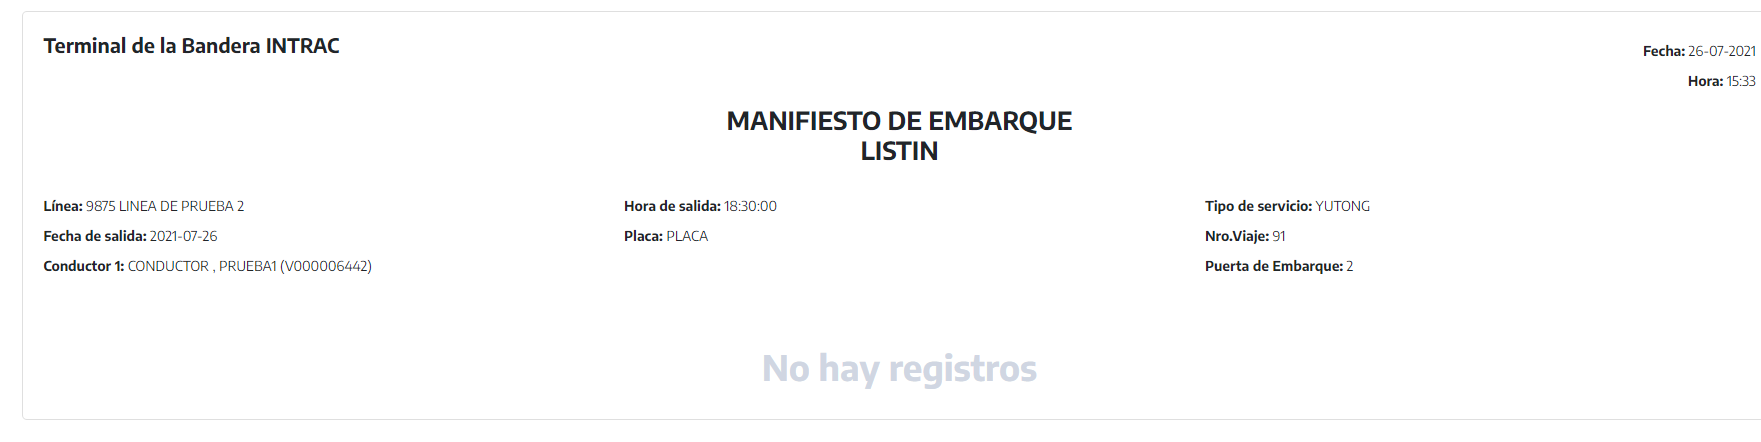 Terminal de la Bandera INTRAC
Fecha: 26-07-2021
Hora: 15:33
MANIFIESTO DE EMBARQUE
LISTIN
Línea: 9875 LINEA DE PRUEBA 2
Hora de salida: 18:30:00
Tipo de servicio: YUTONG
Fecha de salida: 2021-07-26
Placa: PLACA
Nro.Viaje: 91
Conductor 1: CONDUCTOR , PRUEBA1 (V000006442)
Puerta de Embarque: 2
No hay registros